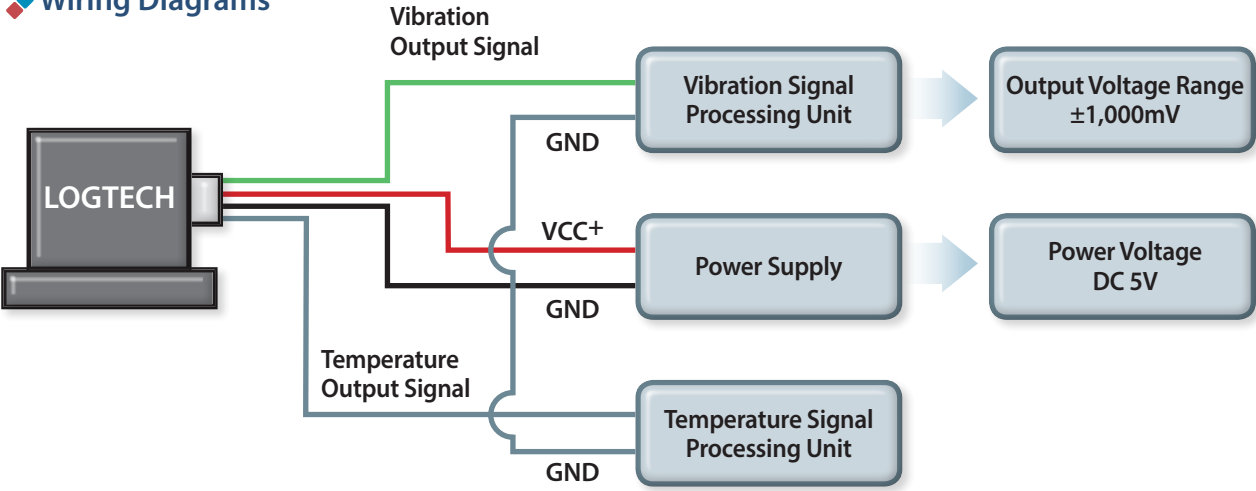 Wiring Diagrams
Vibration
Output Signal
Vibration Signal
Processing Unit
Output Voltage Range
±1,000mV
GND
LOGTECH
VCC+
Power Supply
Power Voltage
DC 5V
GND
Temperature
Output Signal
Temperature Signal
Processing Unit
GND